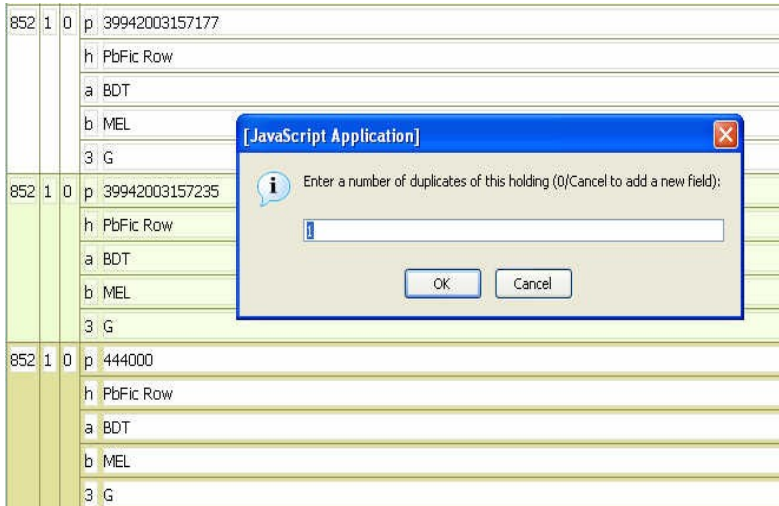 852 1 0 p 39942003157177
h PbFic Row
a BDT
b MEL
3 G
[JavaScript Application]
Enter a number of duplicates of this holding (0/Cancel to add a new field):
1
OK Cancel
852 1 0 p 39942003157235
h PbFic Row
a BDT
b MEL
3 G
852 1 0 p 444000
h PbFic Row
a BDT
b MEL
3 G